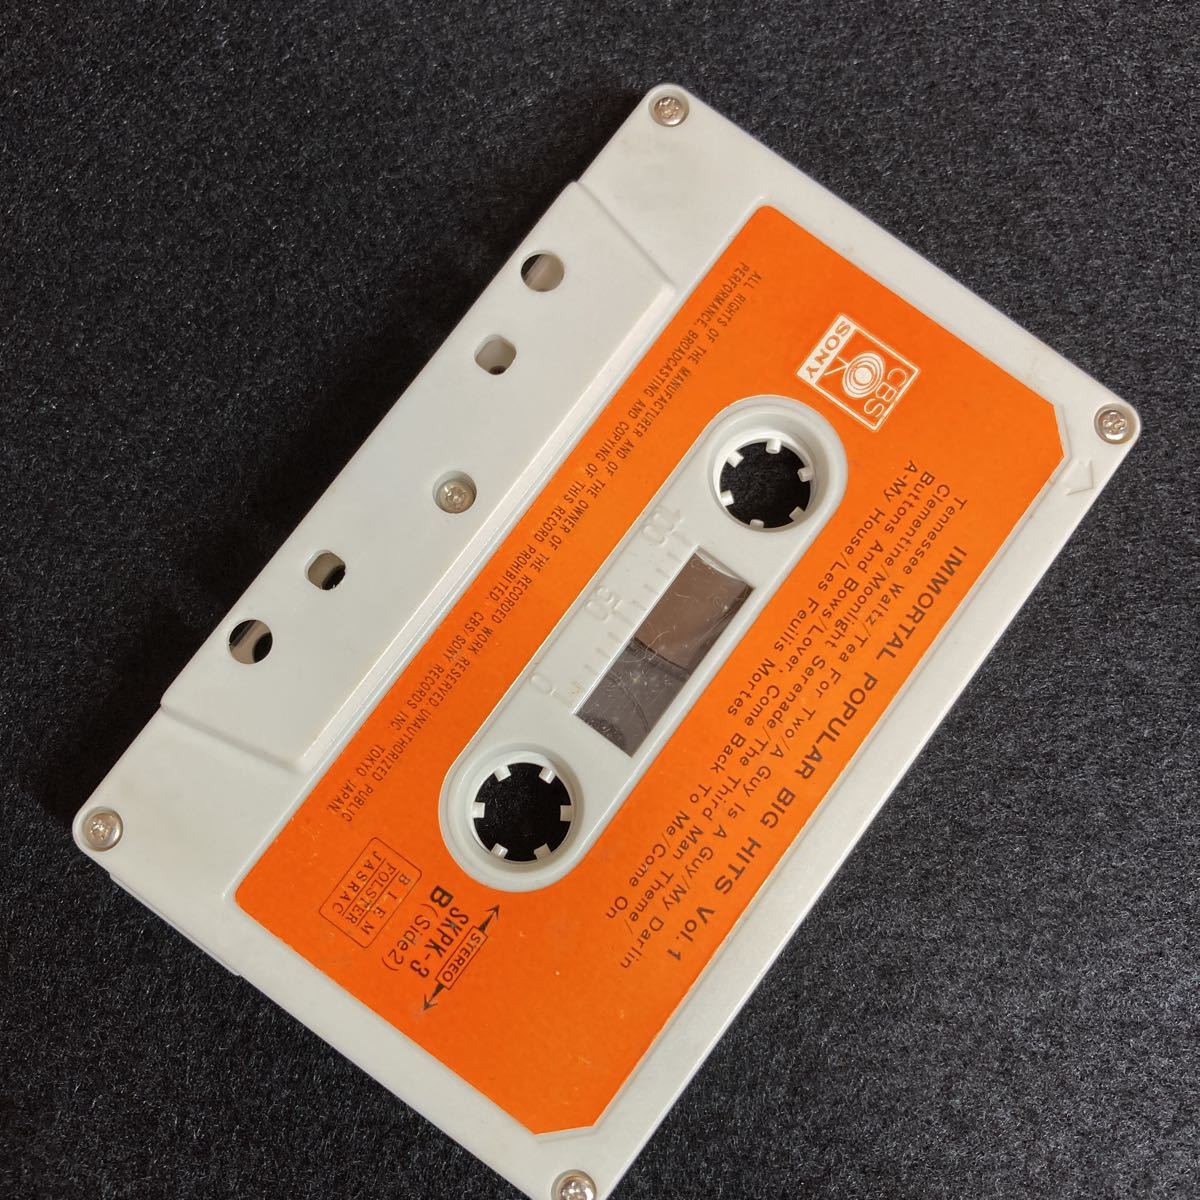 CBS
SONY
IMMORTAL POPULAR BIG HITS Vol.1
Tennessee Waltz/Tea For Two/A Guy Is A Guy/My Darlin
Clementine/Moonlight Serenade/The Third Man Theme/
Buttons And Bows/Lover, Come Back To Me/Come On
A-My House/Les Feuilis Mortes
100
50
0
STEREO
SKPK-3
B (Side2)
B I E M
FOLSTER
JASRAC
ALL RIGHTS OF THE MANUFACTURER AND OF THE OWNER OF THE RECORDED WORK RESERVED. UNAUTHORIZED PUBLIC
PERFORMANCE, BROADCASTING AND COPYING OF THIS RECORD PROHIBITED. CBS/SONY RECORDS INC. TOKYO JAPAN.